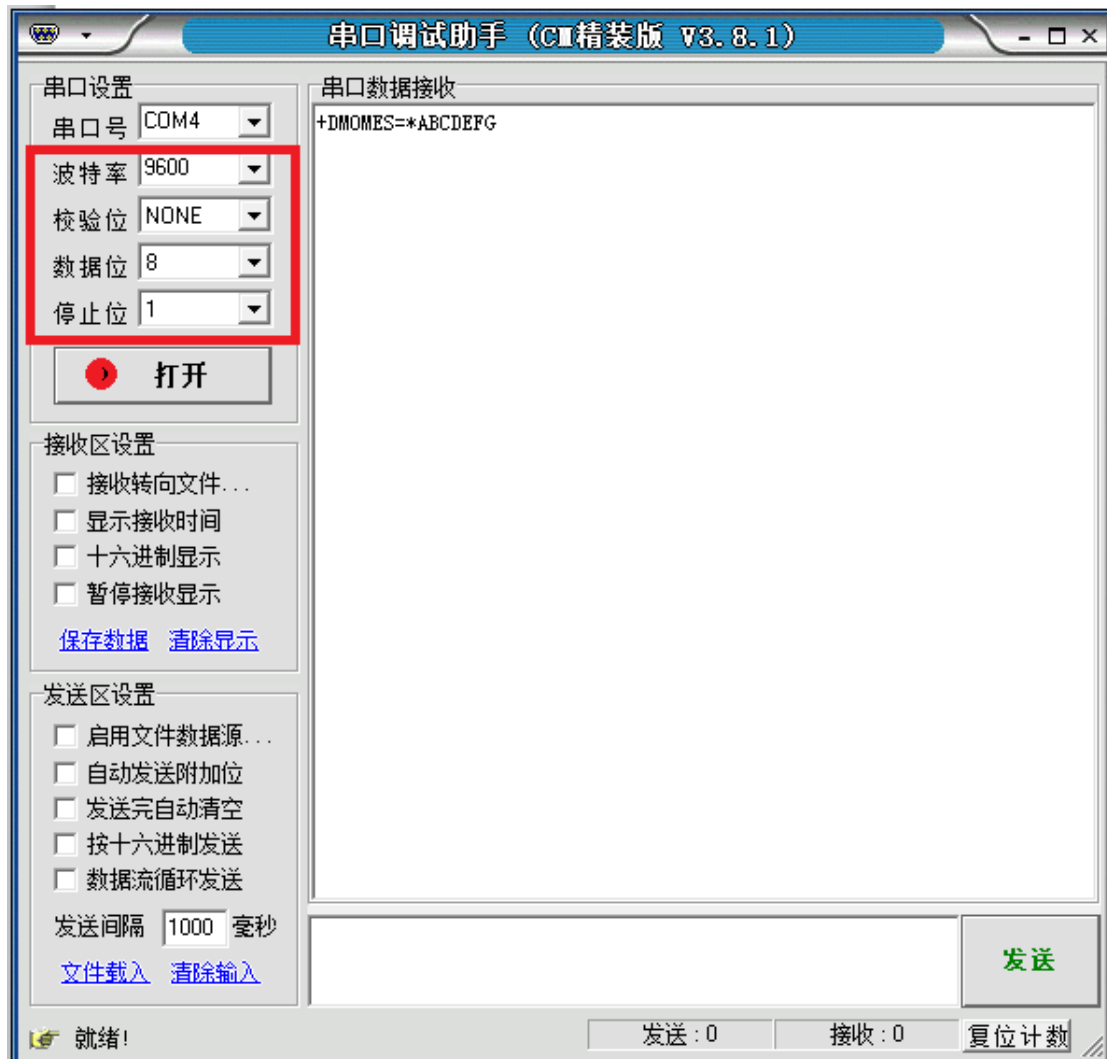 串口调试助手 (CM精装版 V3.8.1)
串口设置
串口号 COM4
波特率 9600
校验位 NONE
数据位 8
停止位 1
打开
接收区设置
接收转向文件...
显示接收时间
十六进制显示
暂停接收显示
保存数据 清除显示
发送区设置
启用文件数据源...
自动发送附加位
发送完自动清空
按十六进制发送
数据流循环发送
发送间隔 1000 毫秒
文件载入 清除输入
串口数据接收
+DMOMES=*ABCDEFG
发送
就绪!
发送:0
接收:0
复位计数